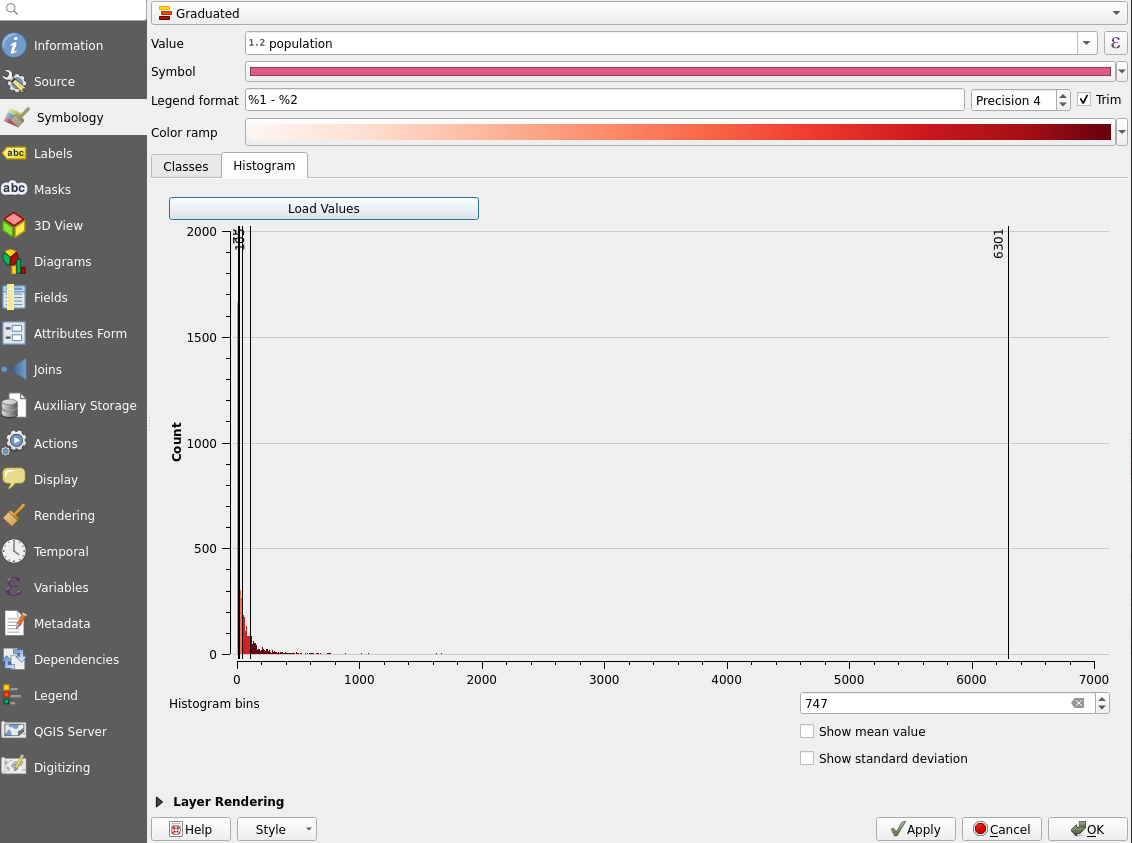 Graduated
Information
Value
1.2 population
ε
Source
Symbol
Symbology
Legend format
%1 - %2
Precision 4
Trim
Color ramp
abc Labels
Classes
Histogram
abc Masks
Load Values
3D View
2000
6301
Diagrams
Fields
Attributes Form
1500
Joins
Auxiliary Storage
Count
Actions
1000
Display
Rendering
Temporal
500
Variables
Metadata
Dependencies
0
0 1000 2000 3000 4000 5000 6000 7000
Legend
Histogram bins
747
QGIS Server
Show mean value
Digitizing
Show standard deviation
Layer Rendering
Help
Style
Apply
Cancel
OK